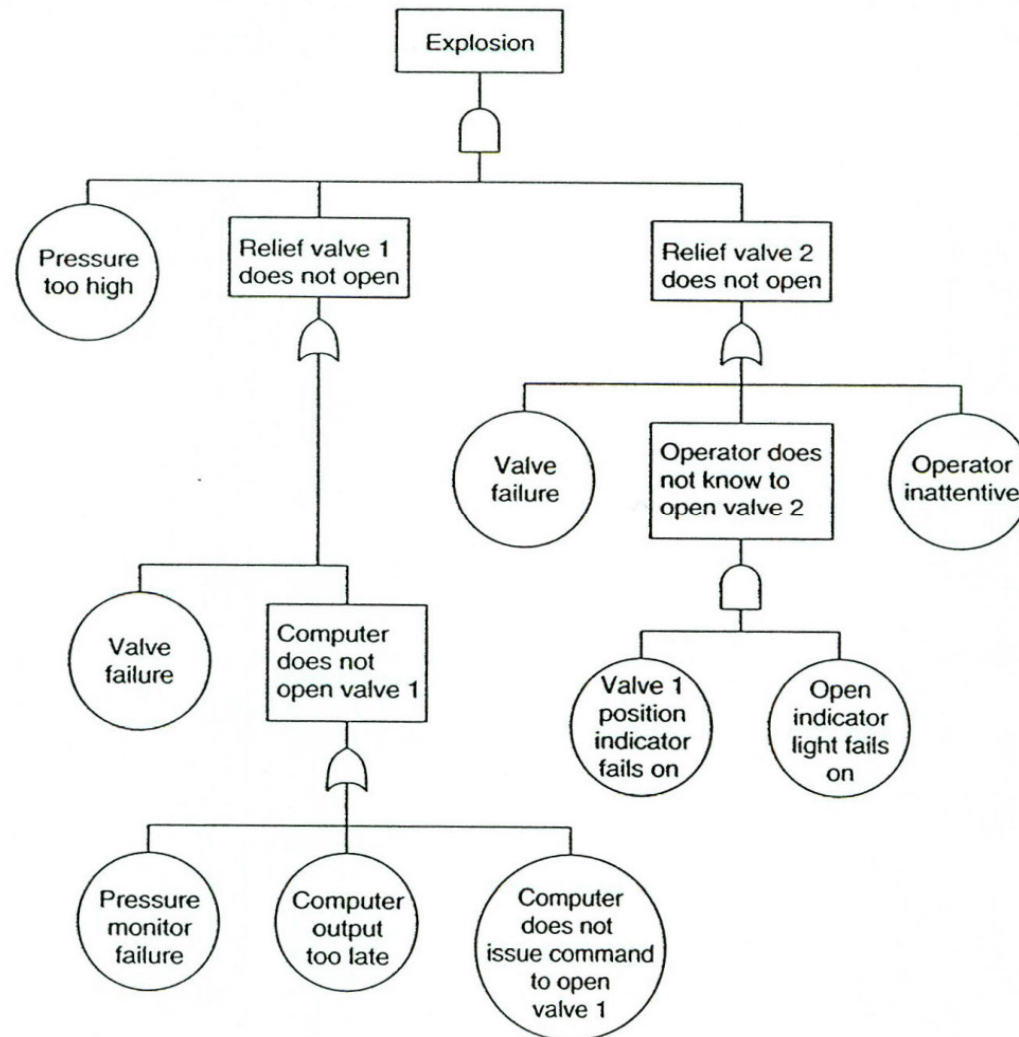 Explosion
Pressure
too high
Relief valve 1
does not open
Relief valve 2
does not open
Valve
failure
Operator does
not know to
open valve 2
Operator
inattentive
Valve
failure
Computer
does not
open valve 1
Valve 1
position
indicator
fails on
Open
indicator
light fails
on
Pressure
monitor
failure
Computer
output
too late
Computer
does not
issue command
to open
valve 1